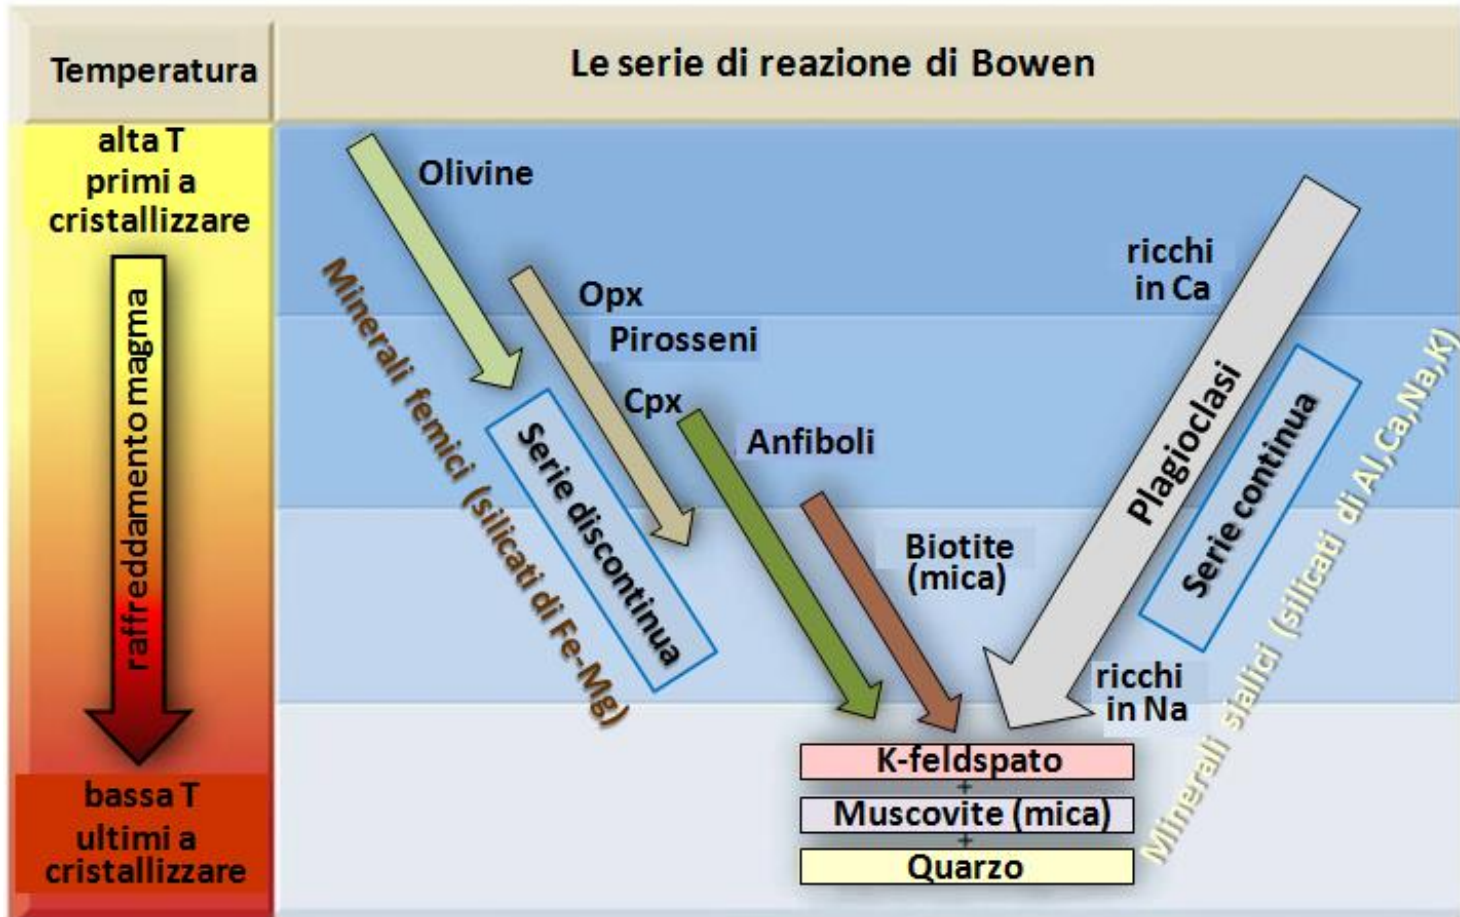 Temperatura
Le serie di reazione di Bowen
alta T
primi a
cristallizzare
raffreddamento magma
bassa T
ultimi a
cristallizzare
Olivine
Opx
Pirosseni
Cpx
Anfiboli
Biotite
(mica)
Minerali femici (silicati di Fe-Mg)
Serie discontinua
ricchi
in Ca
Plagioclasi
Serie continua
ricchi
in Na
Minerali sialici (silicati di Al,Ca,Na,K)
K-feldspato
+
Muscovite (mica)
+
Quarzo